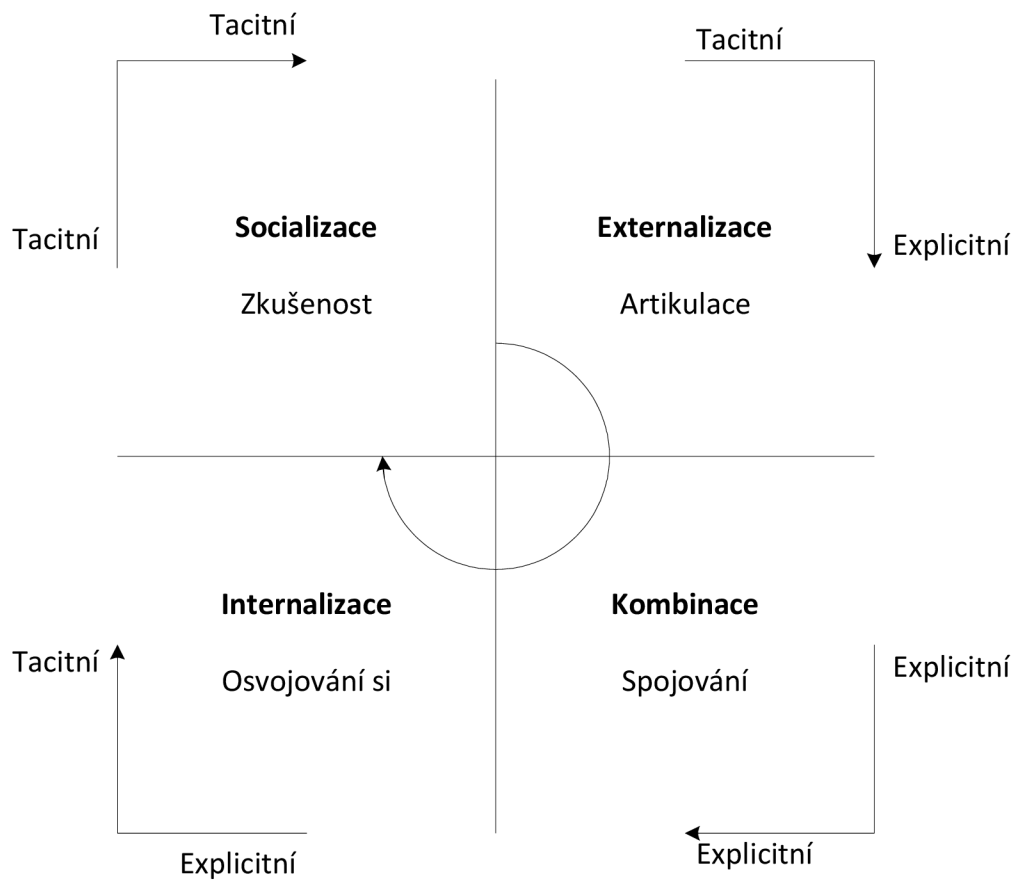 Tacitní
Tacitní
Tacitní
Socializace
Externalizace
Explicitní
Zkušenost
Artikulace
Internalizace
Kombinace
Tacitní
Explicitní
Osvojování si
Spojování
Explicitní
Explicitní